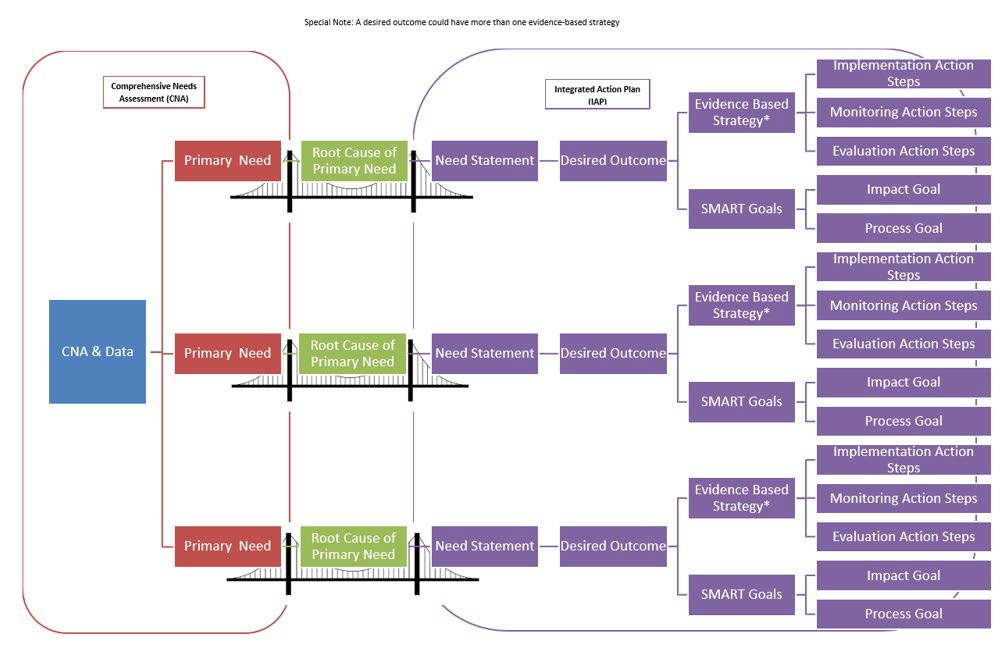 Special Note: A desired outcome could have more than one evidence-based strategy
Comprehensive Needs
Assessment (CNA)
Integrated Action Plan
(IAP)
CNA & Data
Primary Need
Root Cause of
Primary Need
Need Statement
Desired Outcome
Evidence Based
Strategy*
Implementation Action
Steps
Monitoring Action Steps
Evaluation Action Steps
SMART Goals
Impact Goal
Process Goal
Primary Need
Root Cause of
Primary Need
Need Statement
Desired Outcome
Evidence Based
Strategy*
Implementation Action
Steps
Monitoring Action Steps
Evaluation Action Steps
SMART Goals
Impact Goal
Process Goal
Primary Need
Root Cause of
Primary Need
Need Statement
Desired Outcome
Evidence Based
Strategy*
Implementation Action
Steps
Monitoring Action Steps
Evaluation Action Steps
SMART Goals
Impact Goal
Process Goal